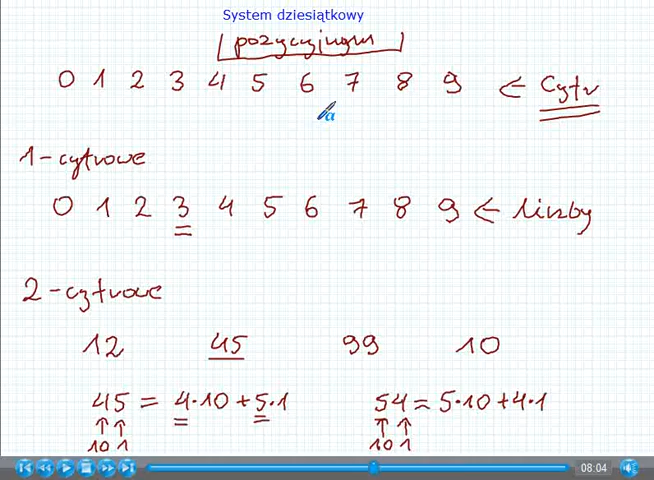 System dziesiątkowy
pozycyjnym
0 1 2 3 4 5 6 7 8 9 ← Cyfry
1-cyfrowe
0 1 2 3 4 5 6 7 8 9 ← liczby
2-cyfrowe
12 45 99 10
45 = 4·10 + 5·1 54 = 5·10 + 4·1
↑ ↑ ↑ ↑
10 1 10 1
08:04